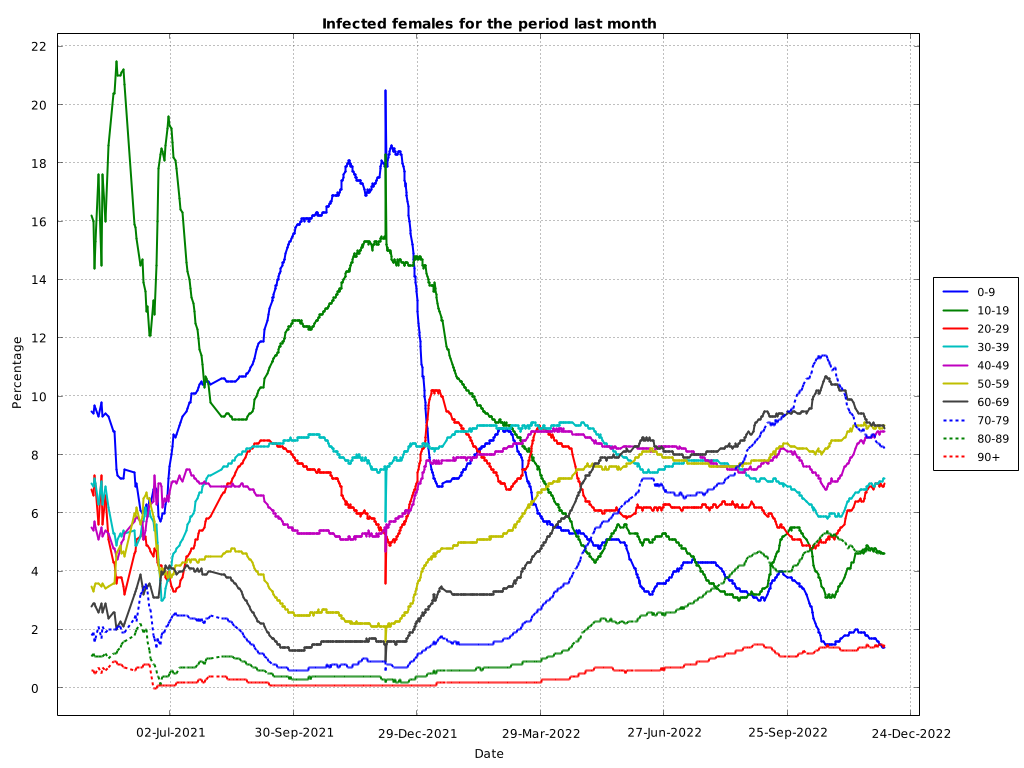 Infected females for the period last month
Percentage
22
20
18
16
14
12
10
8
6
4
2
0
02-Jul-2021
30-Sep-2021
29-Dec-2021
29-Mar-2022
27-Jun-2022
25-Sep-2022
24-Dec-2022
Date
0-9
10-19
20-29
30-39
40-49
50-59
60-69
70-79
80-89
90+